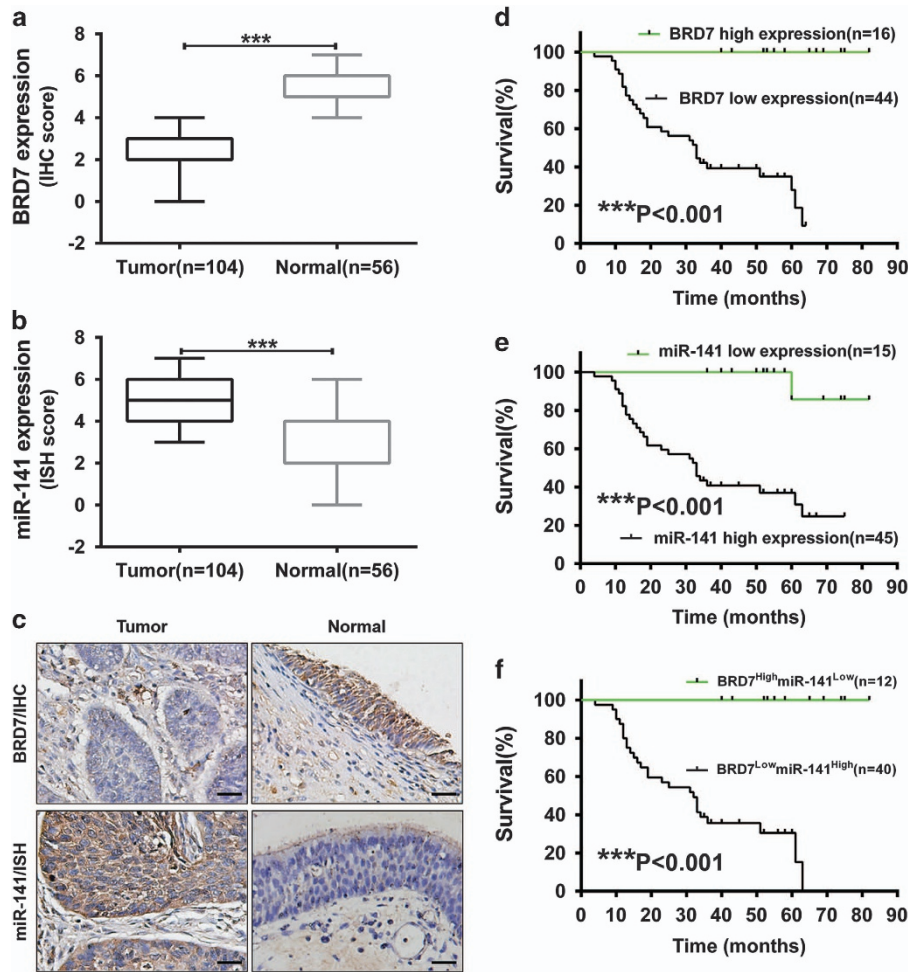 a
BRD7 expression
(IHC score)
8
6
4
2
0
-2
***
Tumor(n=104)
Normal(n=56)
b
miR-141 expression
(ISH score)
8
6
4
2
0
-2
***
Tumor(n=104)
Normal(n=56)
c
Tumor
Normal
BRD7/IHC
miR-141/ISH
d
BRD7 high expression(n=16)
BRD7 low expression(n=44)
Survival(%)
100
80
60
40
20
0
***P<0.001
0 10 20 30 40 50 60 70 80 90
Time (months)
e
miR-141 low expression(n=15)
Survival(%)
100
80
60
40
20
0
***P<0.001
miR-141 high expression(n=45)
0 10 20 30 40 50 60 70 80 90
Time (months)
f
BRD7HighmiR-141Low(n=12)
BRD7LowmiR-141High(n=40)
Survival(%)
100
80
60
40
20
0
***P<0.001
0 10 20 30 40 50 60 70 80 90
Time (months)